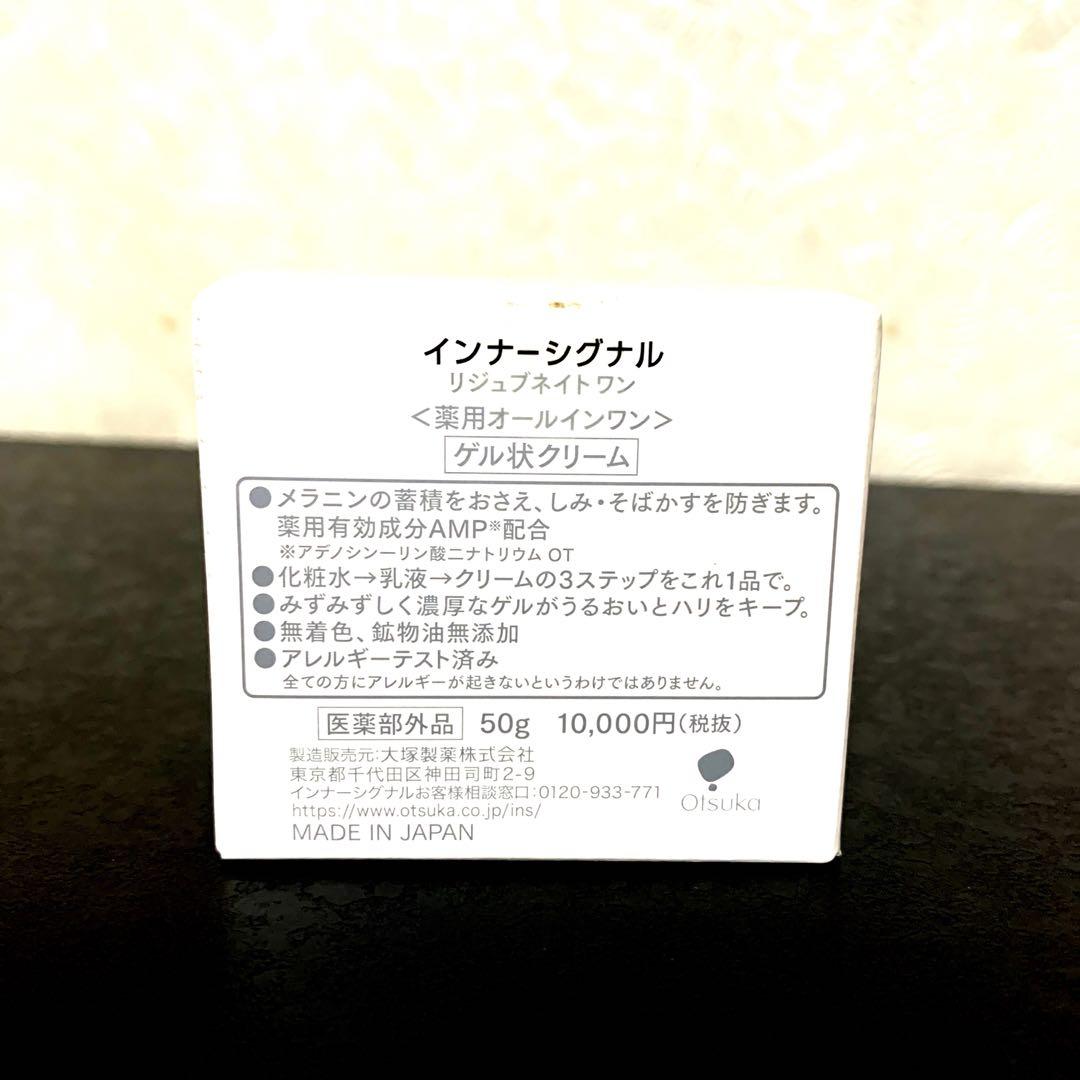 インナーシグナル
リジュブネイト ワン
＜薬用オールインワン＞
ゲル状クリーム
●メラニンの蓄積をおさえ、しみ・そばかすを防ぎます。
薬用有効成分AMP※配合
※アデノシン一リン酸二ナトリウム OT
●化粧水→乳液→クリームの3ステップをこれ1品で。
●みずみずしく濃厚なゲルがうるおいとハリをキープ。
●無着色、鉱物油無添加
●アレルギーテスト済み
全ての方にアレルギーが起きないというわけではありません。
医薬部外品 50g 10,000円(税抜)
製造販売元:大塚製薬株式会社
東京都千代田区神田司町2-9
インナーシグナルお客様相談窓口:0120-933-771
https://www.otsuka.co.jp/ins/
MADE IN JAPAN
Otsuka